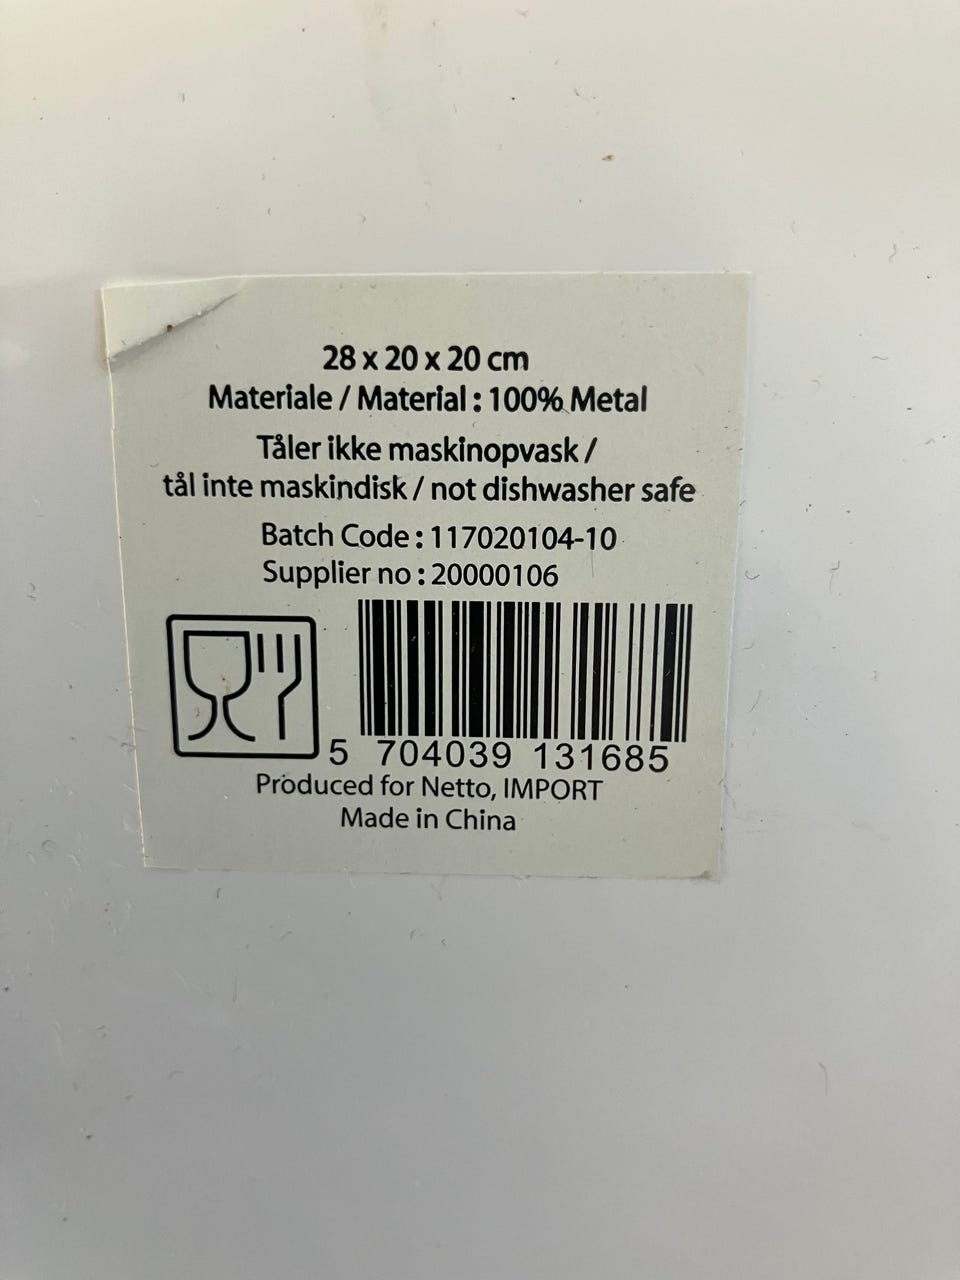 28 x 20 x 20 cm
Materiale / Material : 100% Metal
Tåler ikke maskinopvask /
tål inte maskindisk / not dishwasher safe
Batch Code : 117020104-10
Supplier no : 20000106
5 704039 131685
Produced for Netto, IMPORT
Made in China